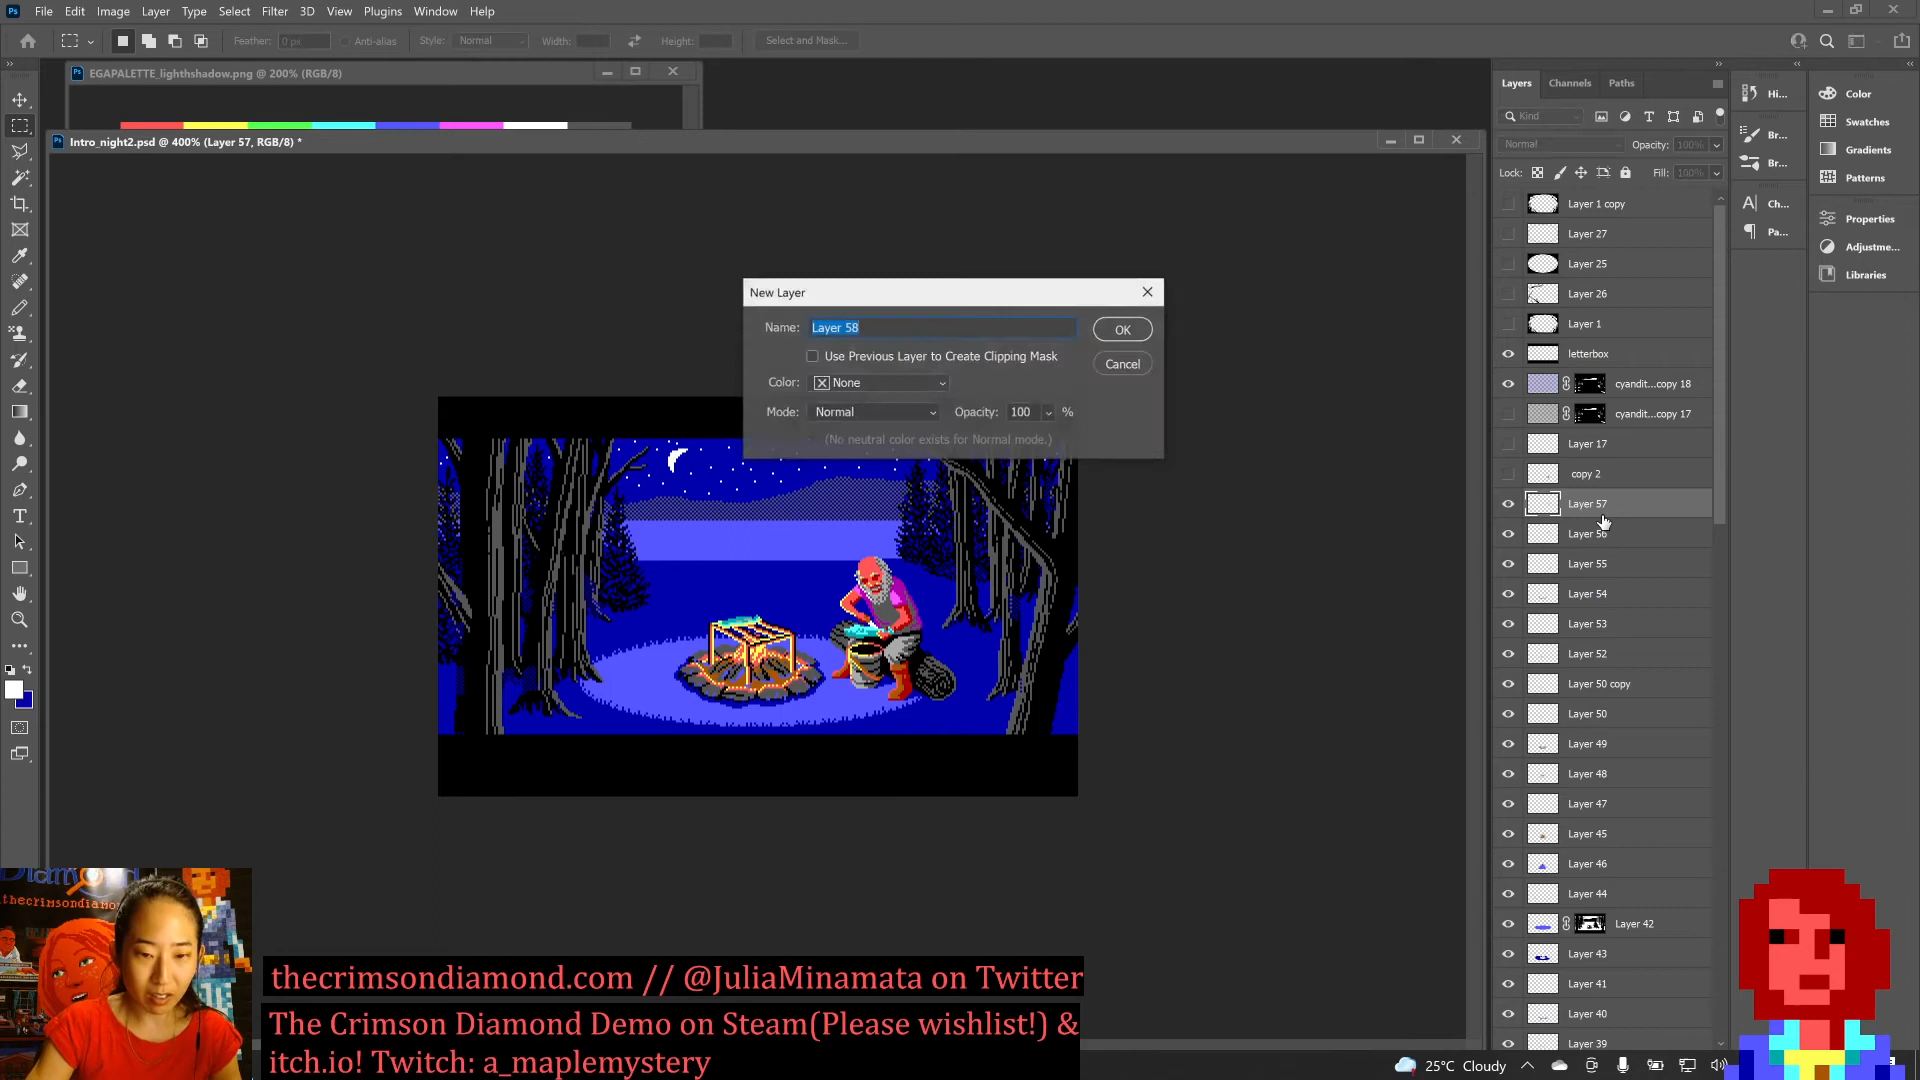 Ps File Edit Image Layer Type Select Filter 3D View Plugins Window Help
Feather: 0 px Anti-alias Style: Normal Width: Height: Select and Mask...
EGAPALETTE_lighthshadow.png @ 200% (RGB/8)
Intro_night2.psd @ 400% (Layer 57, RGB/8) *
New Layer
Name: Layer 58
OK
Use Previous Layer to Create Clipping Mask
Cancel
Color: None
Mode: Normal Opacity: 100 %
(No neutral color exists for Normal mode.)
Layers Channels Paths
Kind
Normal Opacity: 100%
Lock: Fill: 100%
Layer 1 copy
Layer 27
Layer 25
Layer 26
Layer 1
letterbox
cyandit...copy 18
cyandit...copy 17
Layer 17
copy 2
Layer 57
Layer 56
Layer 55
Layer 54
Layer 53
Layer 52
Layer 50 copy
Layer 50
Layer 49
Layer 48
Layer 47
Layer 45
Layer 46
Layer 44
Layer 42
Layer 43
Layer 41
Layer 40
Layer 39
Hi...
Br...
Br...
Ch...
Pa...
Color
Swatches
Gradients
Patterns
Properties
Adjustme...
Libraries
thecrimsondiamond.com // @JuliaMinamata on Twitter
The Crimson Diamond Demo on Steam(Please wishlist!) &
itch.io! Twitch: a_maplemystery
25°C Cloudy